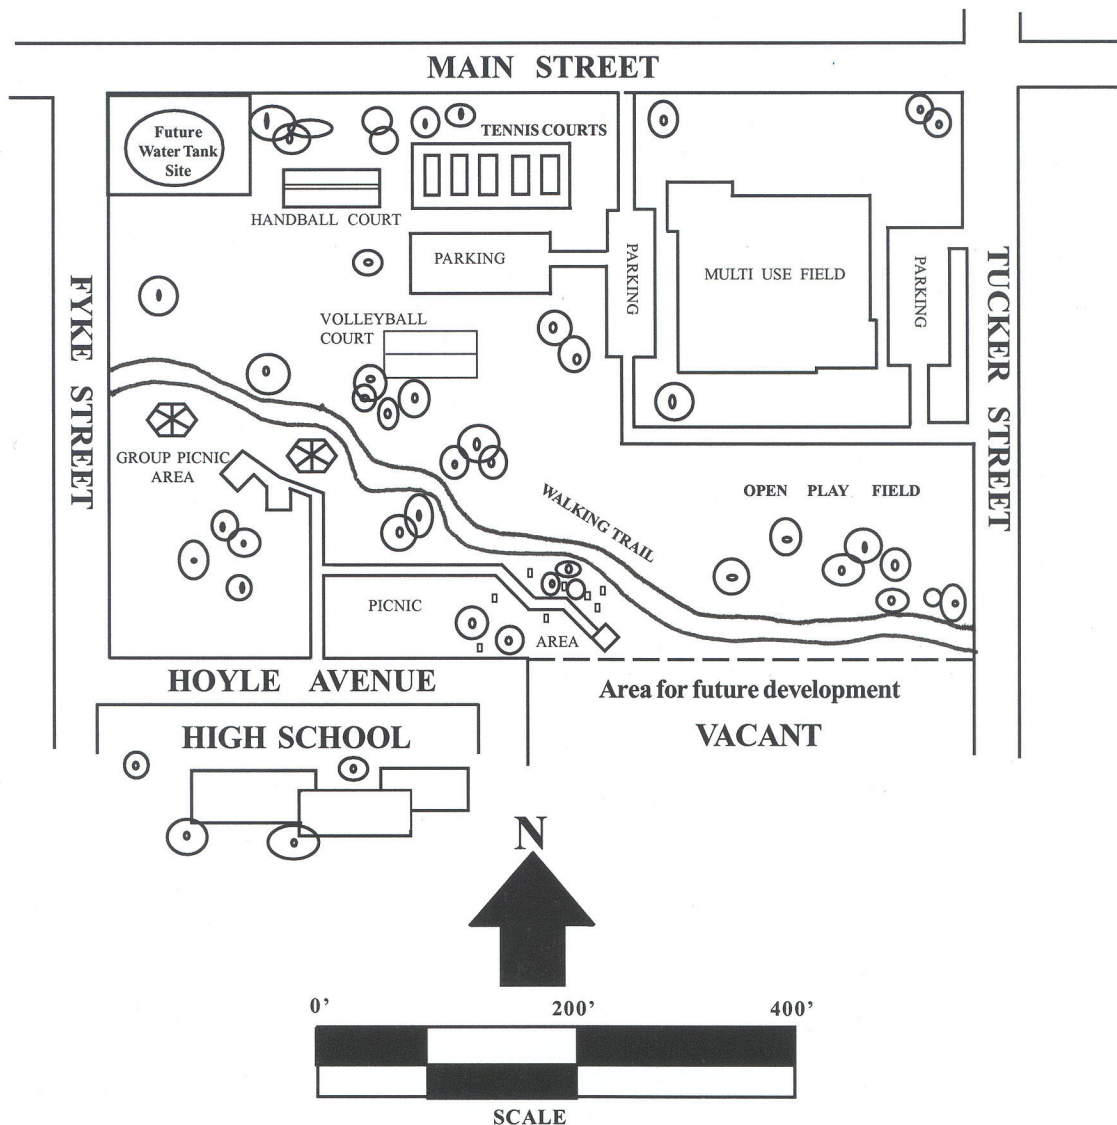 MAIN STREET
Future
Water Tank
Site
TENNIS COURTS
HANDBALL COURT
PARKING
PARKING
MULTI USE FIELD
PARKING
TUCKER STREET
FYKE STREET
VOLLEYBALL
COURT
GROUP PICNIC
AREA
WALKING TRAIL
OPEN PLAY FIELD
PICNIC
AREA
HOYLE AVENUE
Area for future development
HIGH SCHOOL
VACANT
N
0’ 200’ 400’
SCALE